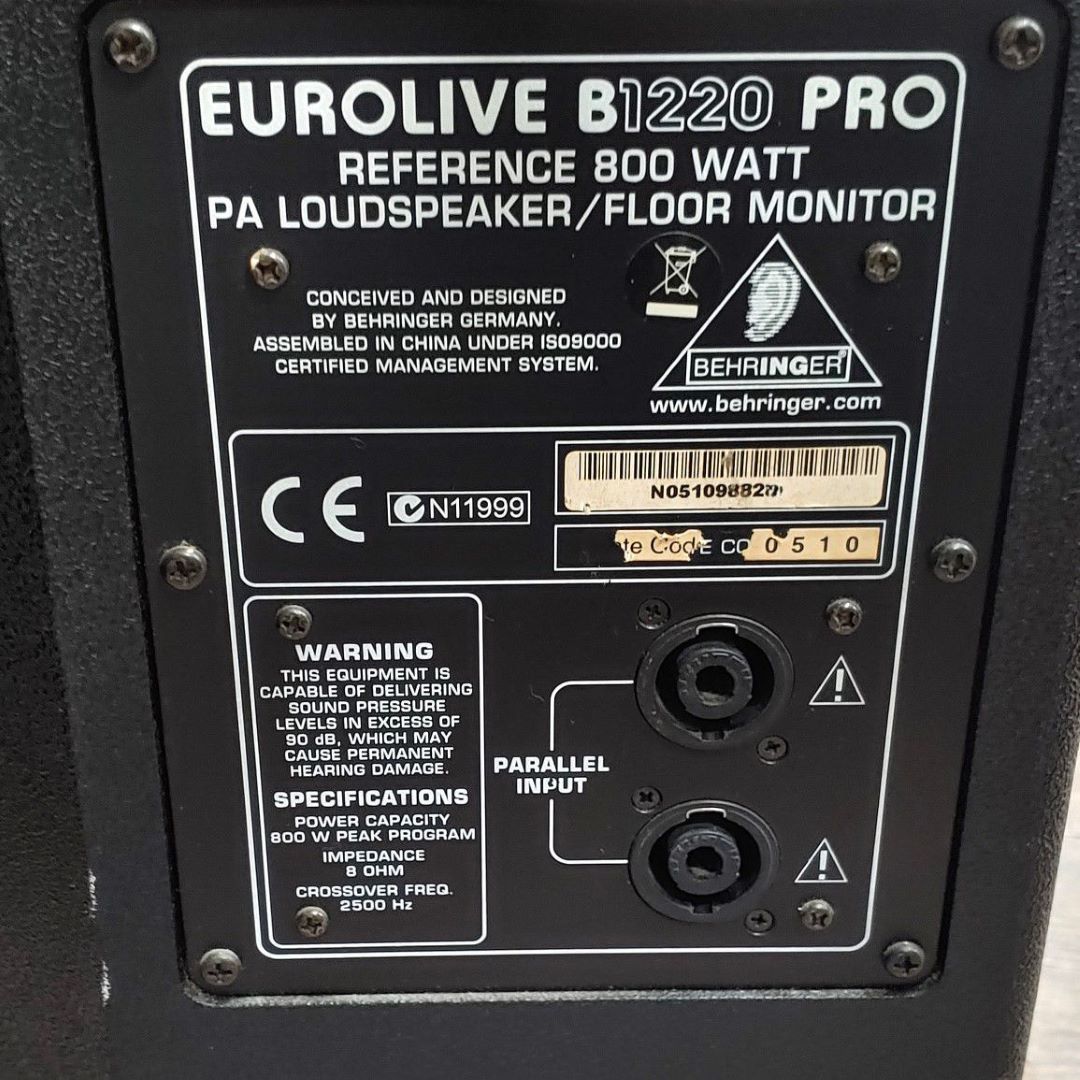 EUROLIVE B1220 PRO
REFERENCE 800 WATT
PA LOUDSPEAKER/FLOOR MONITOR
CONCEIVED AND DESIGNED
BY BEHRINGER GERMANY.
ASSEMBLED IN CHINA UNDER ISO9000
CERTIFIED MANAGEMENT SYSTEM.
BEHRINGER
www.behringer.com
CE
N11999
Code
0510
WARNING
THIS EQUIPMENT IS
CAPABLE OF DELIVERING
SOUND PRESSURE
LEVELS IN EXCESS OF
90 dB, WHICH MAY
CAUSE PERMANENT
HEARING DAMAGE.
SPECIFICATIONS
POWER CAPACITY
800 W PEAK PROGRAM
IMPEDANCE
8 OHM
CROSSOVER FREQ.
2500 Hz
PARALLEL
INPUT